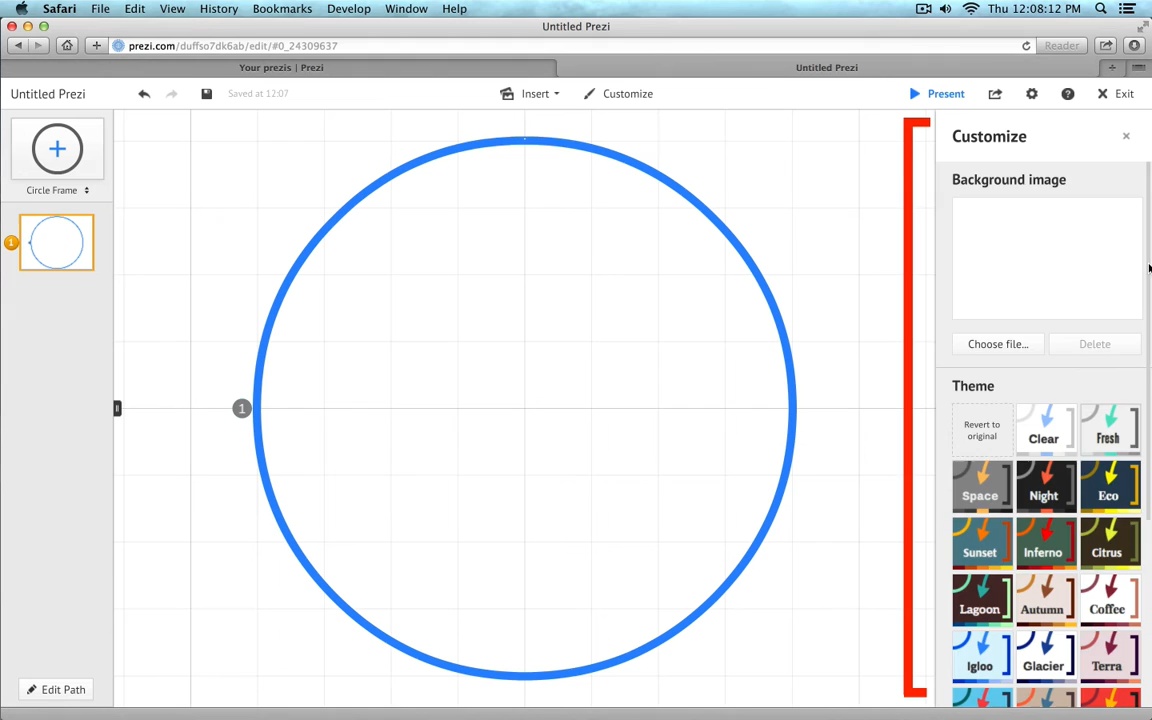 Safari File Edit View History Bookmarks Develop Window Help Thu 12:08:12 PM
Untitled Prezi
prezi.com/duffso7dk6ab/edit/#0_24309637 Reader
Your prezis | Prezi Untitled Prezi
Untitled Prezi Saved at 12:07 Insert Customize Present Exit
Customize
Circle Frame
Background image
1
1
Choose file... Delete
Theme
Revert to
original
Clear Fresh
Space Night Eco
Sunset Inferno Citrus
Lagoon Autumn Coffee
Igloo Glacier Terra
Edit Path